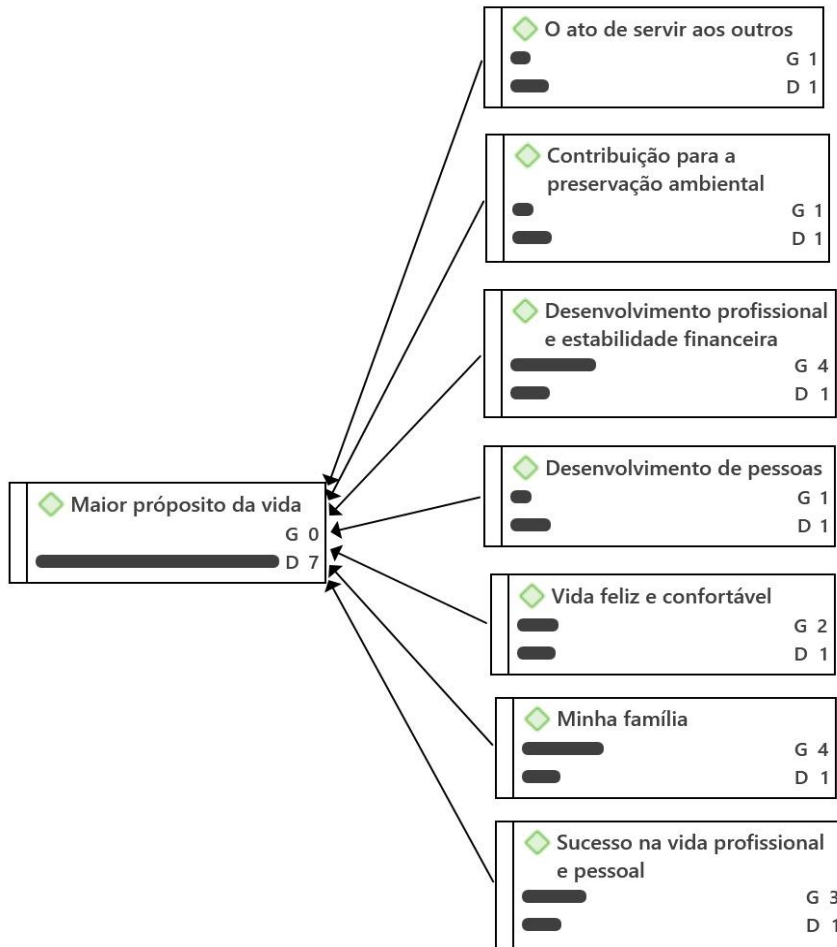 O ato de servir aos outros
G 1
D 1
Contribuição para a
preservação ambiental
G 1
D 1
Desenvolvimento profissional
e estabilidade financeira
G 4
D 1
Desenvolvimento de pessoas
G 1
D 1
Maior próposito da vida
G 0
D 7
Vida feliz e confortável
G 2
D 1
Minha família
G 4
D 1
Sucesso na vida profissional
e pessoal
G 3
D 1